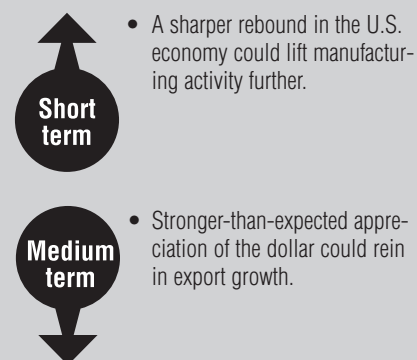 Short
term
• A sharper rebound in the U.S.
economy could lift manufactur-
ing activity further.
Medium
term
• Stronger-than-expected appre-
ciation of the dollar could rein
in export growth.